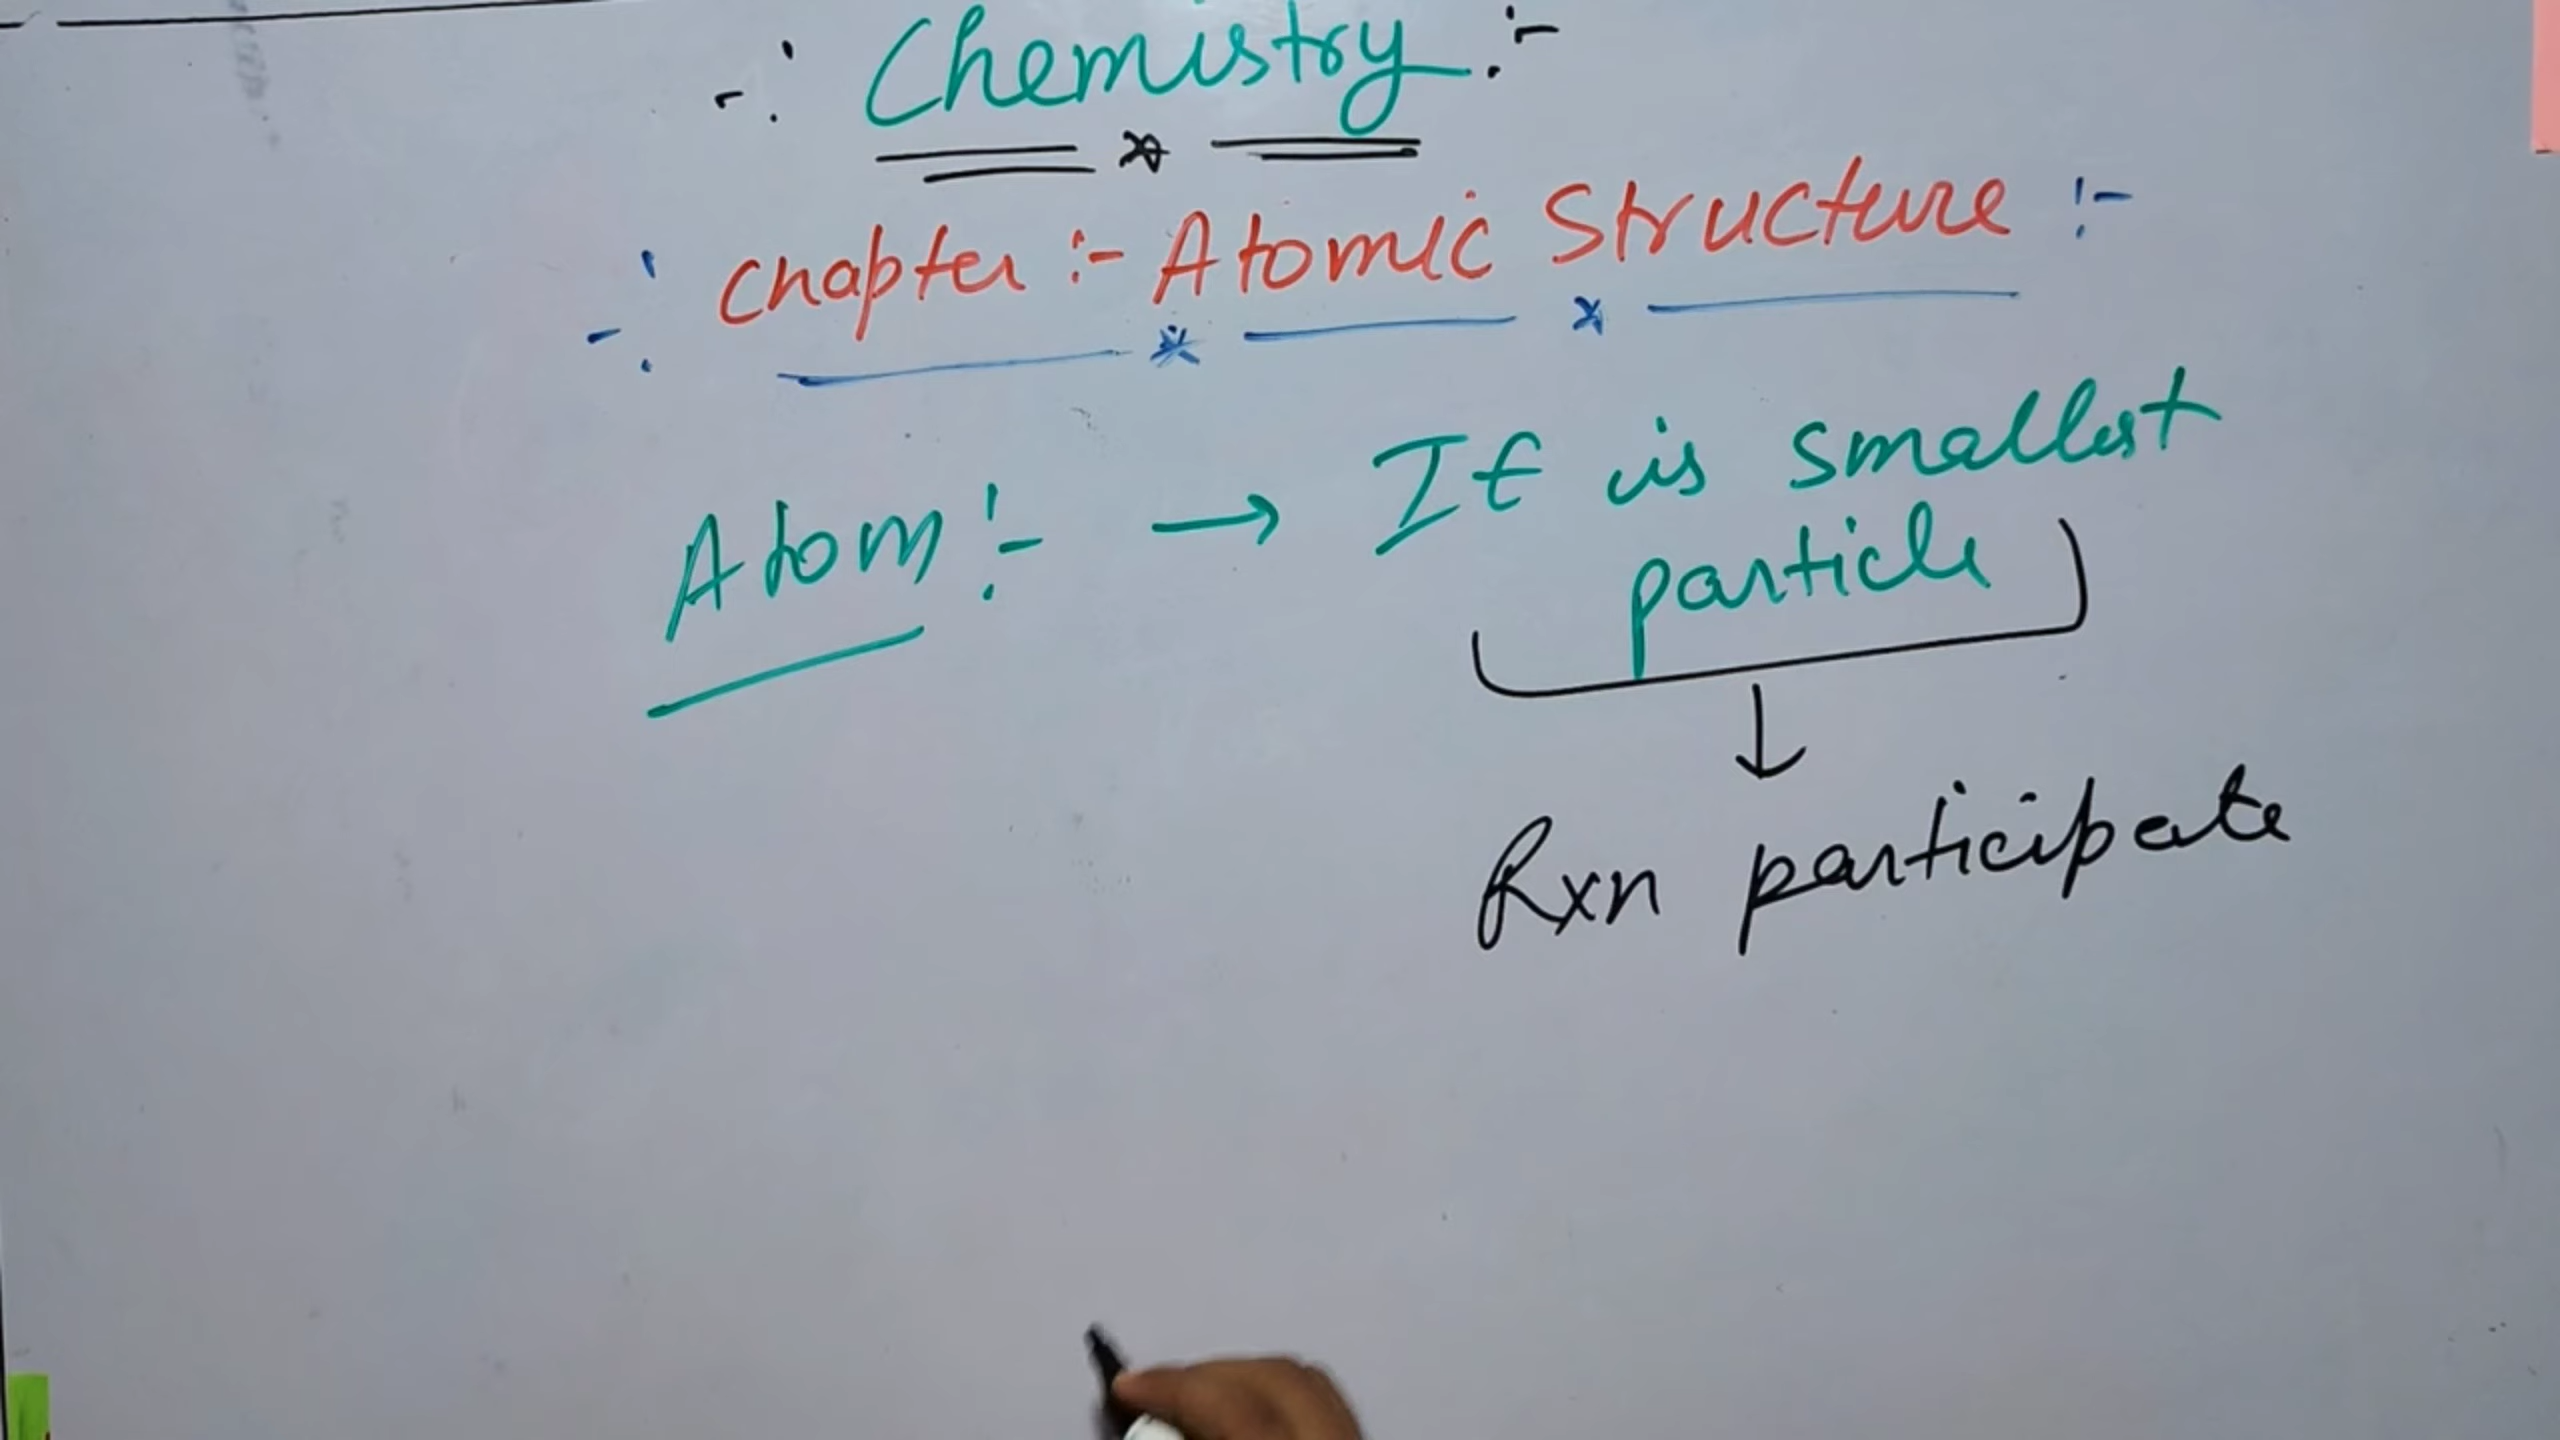 -: Chemistry :-
-: Chapter :- Atomic Structure :-
Atom :- → It is smallest
particle
Rxn participate